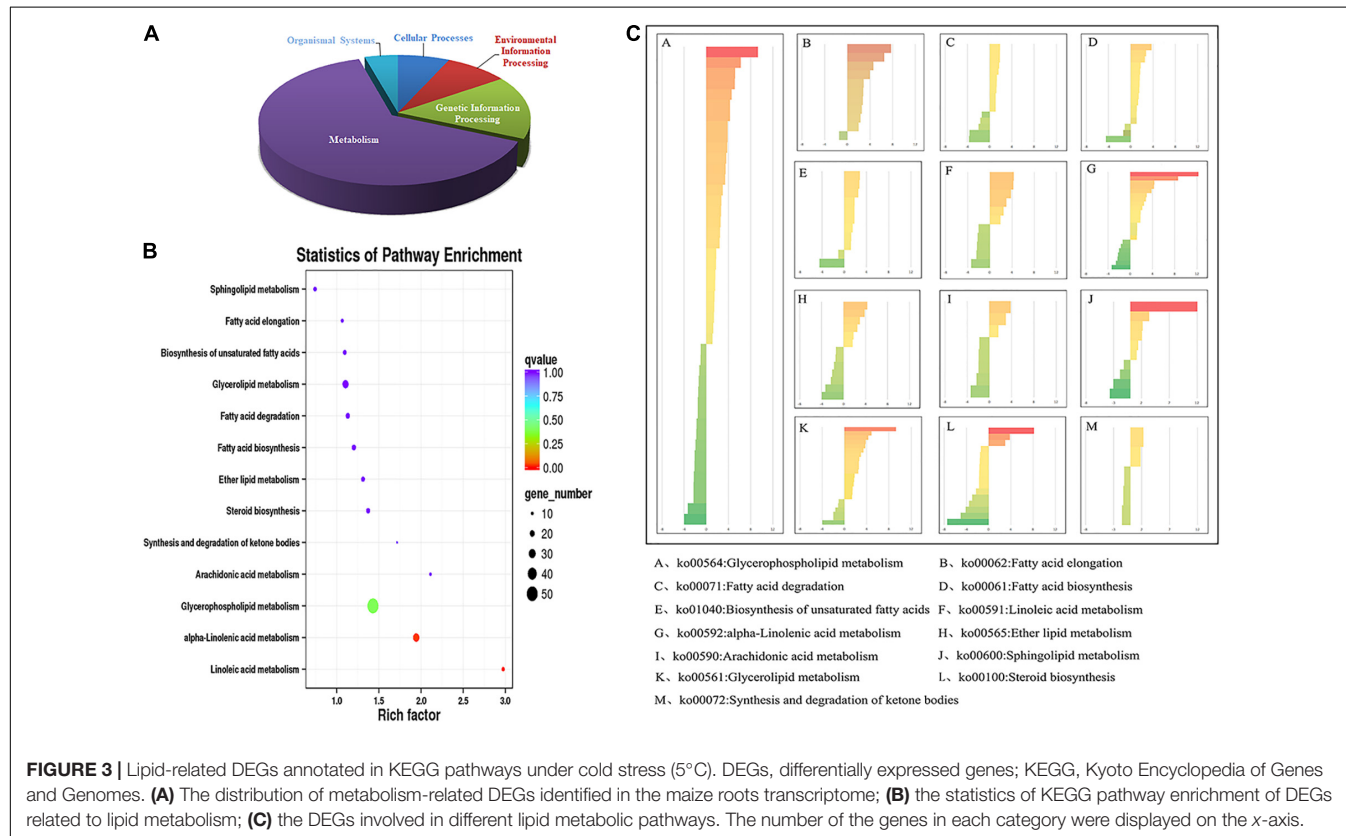 A
Organismal Systems
Cellular Processes
Environmental
Information
Processing
Genetic Information
Processing
Metabolism
B
Statistics of Pathway Enrichment
Sphingolipid metabolism
Fatty acid elongation
Biosynthesis of unsaturated fatty acids
Glycerolipid metabolism
Fatty acid degradation
Fatty acid biosynthesis
Ether lipid metabolism
Steroid biosynthesis
Synthesis and degradation of ketone bodies
Arachidonic acid metabolism
Glycerophospholipid metabolism
alpha-Linolenic acid metabolism
Linoleic acid metabolism
1.0 1.5 2.0 2.5 3.0
Rich factor
qvalue
1.00
0.75
0.50
0.25
0.00
gene_number
10
20
30
40
50
C
A
B
C
D
E
F
G
H
I
J
K
L
M
A、ko00564:Glycerophospholipid metabolism
B、ko00062:Fatty acid elongation
C、ko00071:Fatty acid degradation
D、ko00061:Fatty acid biosynthesis
E、ko01040:Biosynthesis of unsaturated fatty acids
F、ko00591:Linoleic acid metabolism
G、ko00592:alpha-Linolenic acid metabolism
H、ko00565:Ether lipid metabolism
I、ko00590:Arachidonic acid metabolism
J、ko00600:Sphingolipid metabolism
K、ko00561:Glycerolipid metabolism
L、ko00100:Steroid biosynthesis
M、ko00072:Synthesis and degradation of ketone bodies
FIGURE 3 | Lipid-related DEGs annotated in KEGG pathways under cold stress (5°C). DEGs, differentially expressed genes; KEGG, Kyoto Encyclopedia of Genes
and Genomes. (A) The distribution of metabolism-related DEGs identified in the maize roots transcriptome; (B) the statistics of KEGG pathway enrichment of DEGs
related to lipid metabolism; (C) the DEGs involved in different lipid metabolic pathways. The number of the genes in each category were displayed on the x-axis.